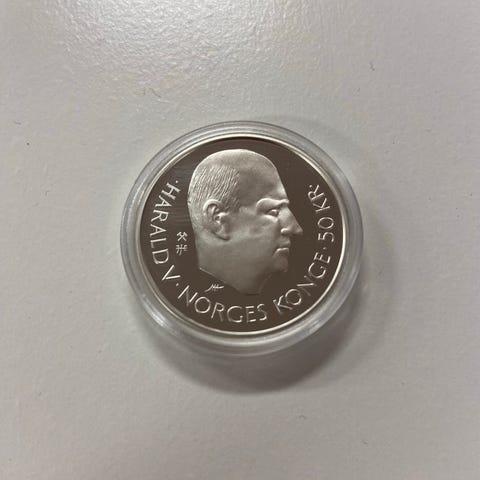 ·HARALD V·NORGES KONGE·50 KR.